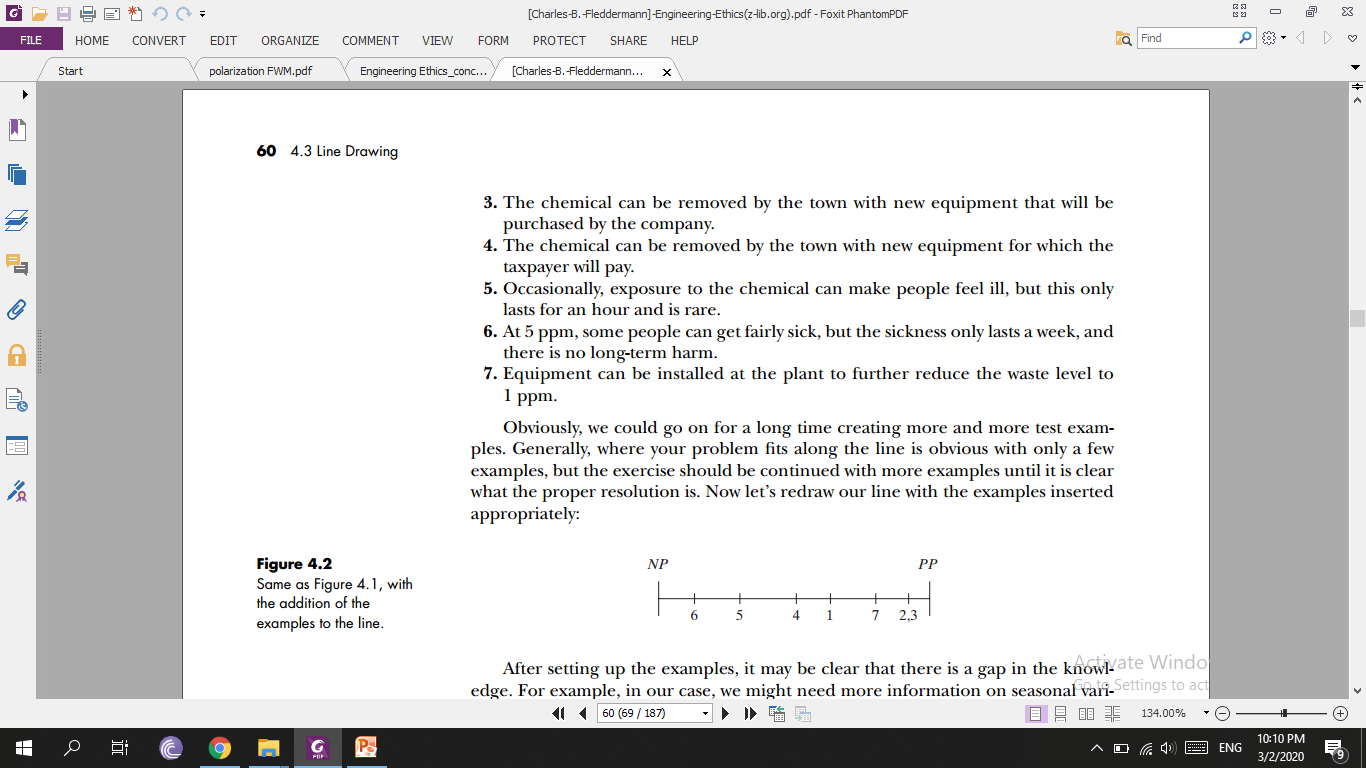 [Charles-B.-Fleddermann]-Engineering-Ethics(z-lib.org).pdf - Foxit PhantomPDF
FILE HOME CONVERT EDIT ORGANIZE COMMENT VIEW FORM PROTECT SHARE HELP
Find
Start
polarization FWM.pdf
Engineering Ethics_conc...
[Charles-B.-Fleddermann...
60 4.3 Line Drawing
3. The chemical can be removed by the town with new equipment that will be
purchased by the company.
4. The chemical can be removed by the town with new equipment for which the
taxpayer will pay.
5. Occasionally, exposure to the chemical can make people feel ill, but this only
lasts for an hour and is rare.
6. At 5 ppm, some people can get fairly sick, but the sickness only lasts a week, and
there is no long-term harm.
7. Equipment can be installed at the plant to further reduce the waste level to
1 ppm.
Obviously, we could go on for a long time creating more and more test exam-
ples. Generally, where your problem fits along the line is obvious with only a few
examples, but the exercise should be continued with more examples until it is clear
what the proper resolution is. Now let's redraw our line with the examples inserted
appropriately:
Figure 4.2
Same as Figure 4.1, with
the addition of the
examples to the line.
NP PP
6 5 4 1 7 2,3
After setting up the examples, it may be clear that there is a gap in the knowl-
edge. For example, in our case, we might need more information on seasonal vari-
Activate Windows
Go to Settings to act
60 (69 / 187)
134.00%
PDF
ENG
10:10 PM
3/2/2020
9